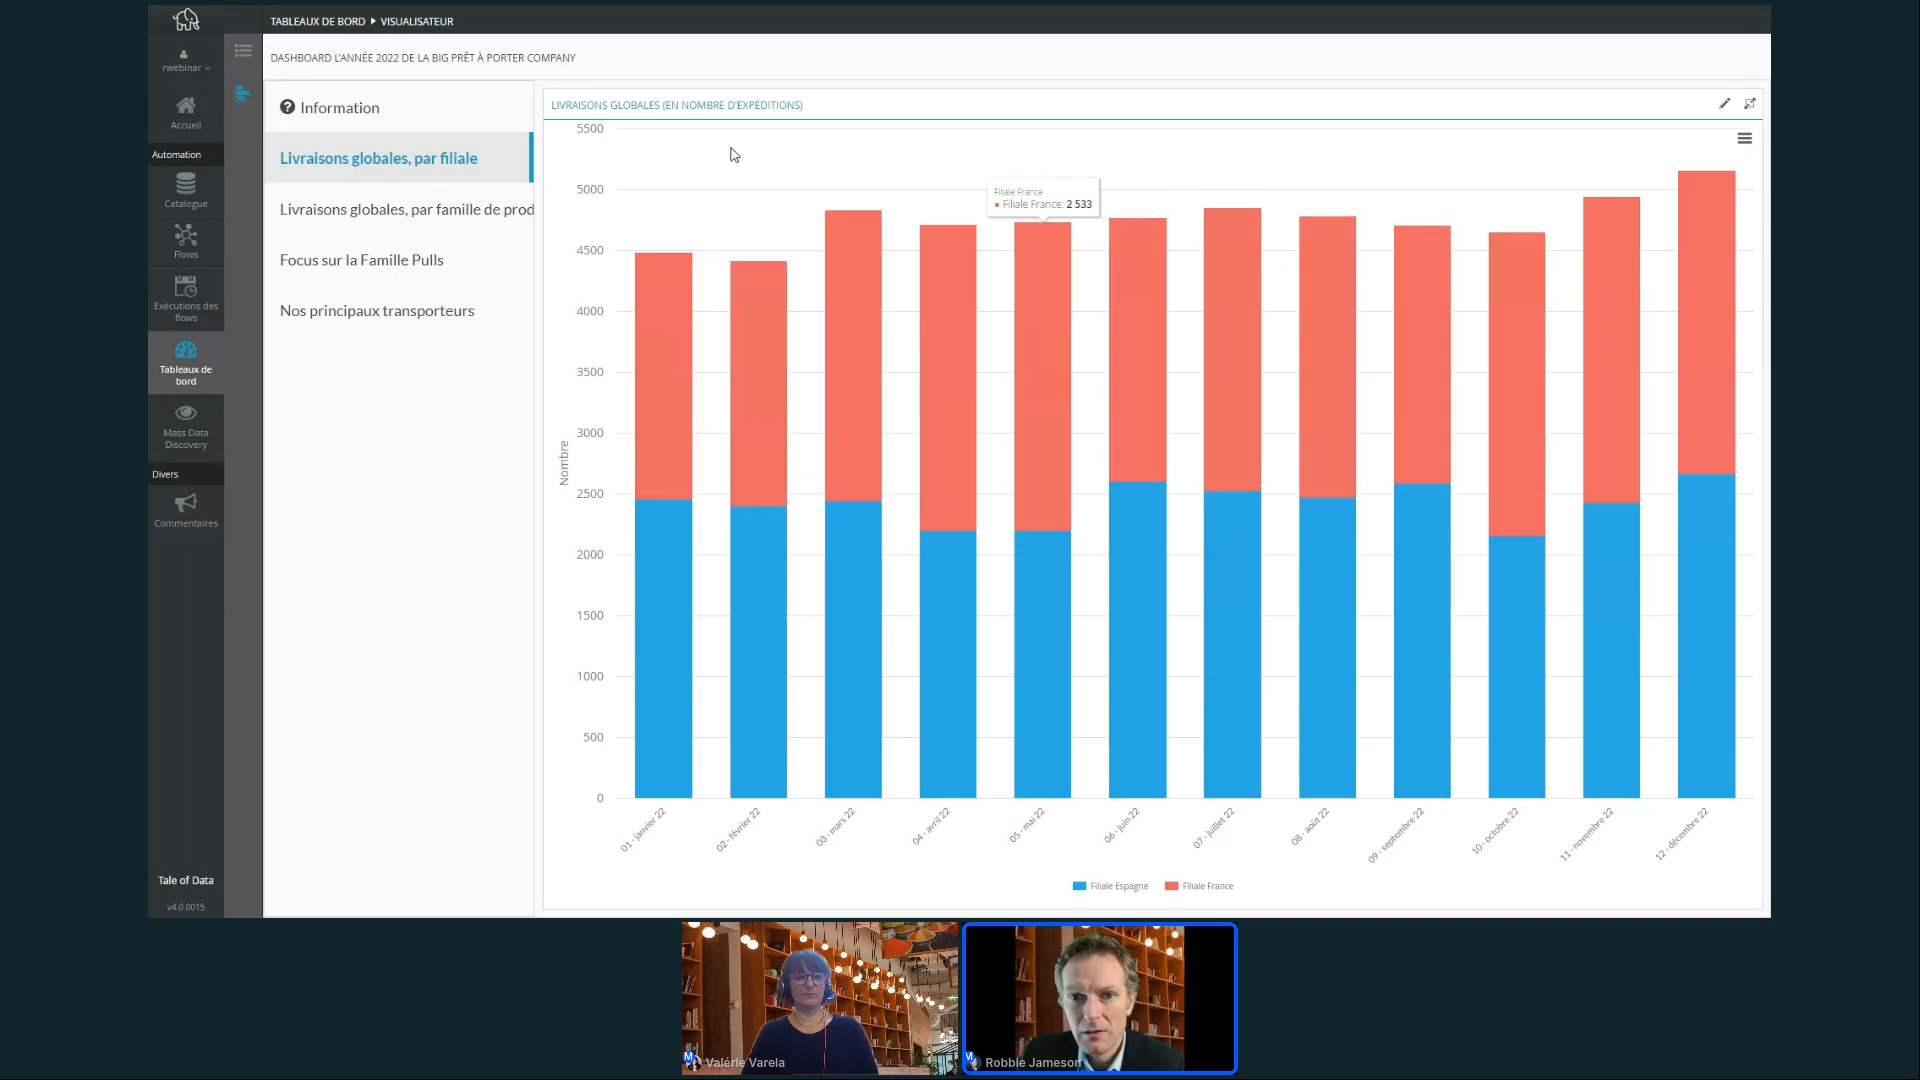 TABLEAUX DE BORD VISUALISATEUR
rwebinar
Accueil
Automation
Catalogue
Flows
Exécutions des
flows
Tableaux de
bord
Mass Data
Discovery
Divers
Commentaires
Tale of Data
v4.0.0015
DASHBOARD L'ANNÉE 2022 DE LA BIG PRÊT À PORTER COMPANY
Information
Livraisons globales, par filiale
Livraisons globales, par famille de prod
Focus sur la Famille Pulls
Nos principaux transporteurs
LIVRAISONS GLOBALES (EN NOMBRE D'EXPÉDITIONS)
5500
5000
4500
4000
3500
3000
2500
2000
1500
1000
500
0
Nombre
Filiale France
Filiale France: 2 533
01 - janvier 22
02 - février 22
03 - mars 22
04 - avril 22
05 - mai 22
06 - juin 22
07 - juillet 22
08 - août 22
09 - septembre 22
10 - octobre 22
11 - novembre 22
12 - décembre 22
Filiale Espagne
Filiale France
Valérie Varela
Robbie Jameson